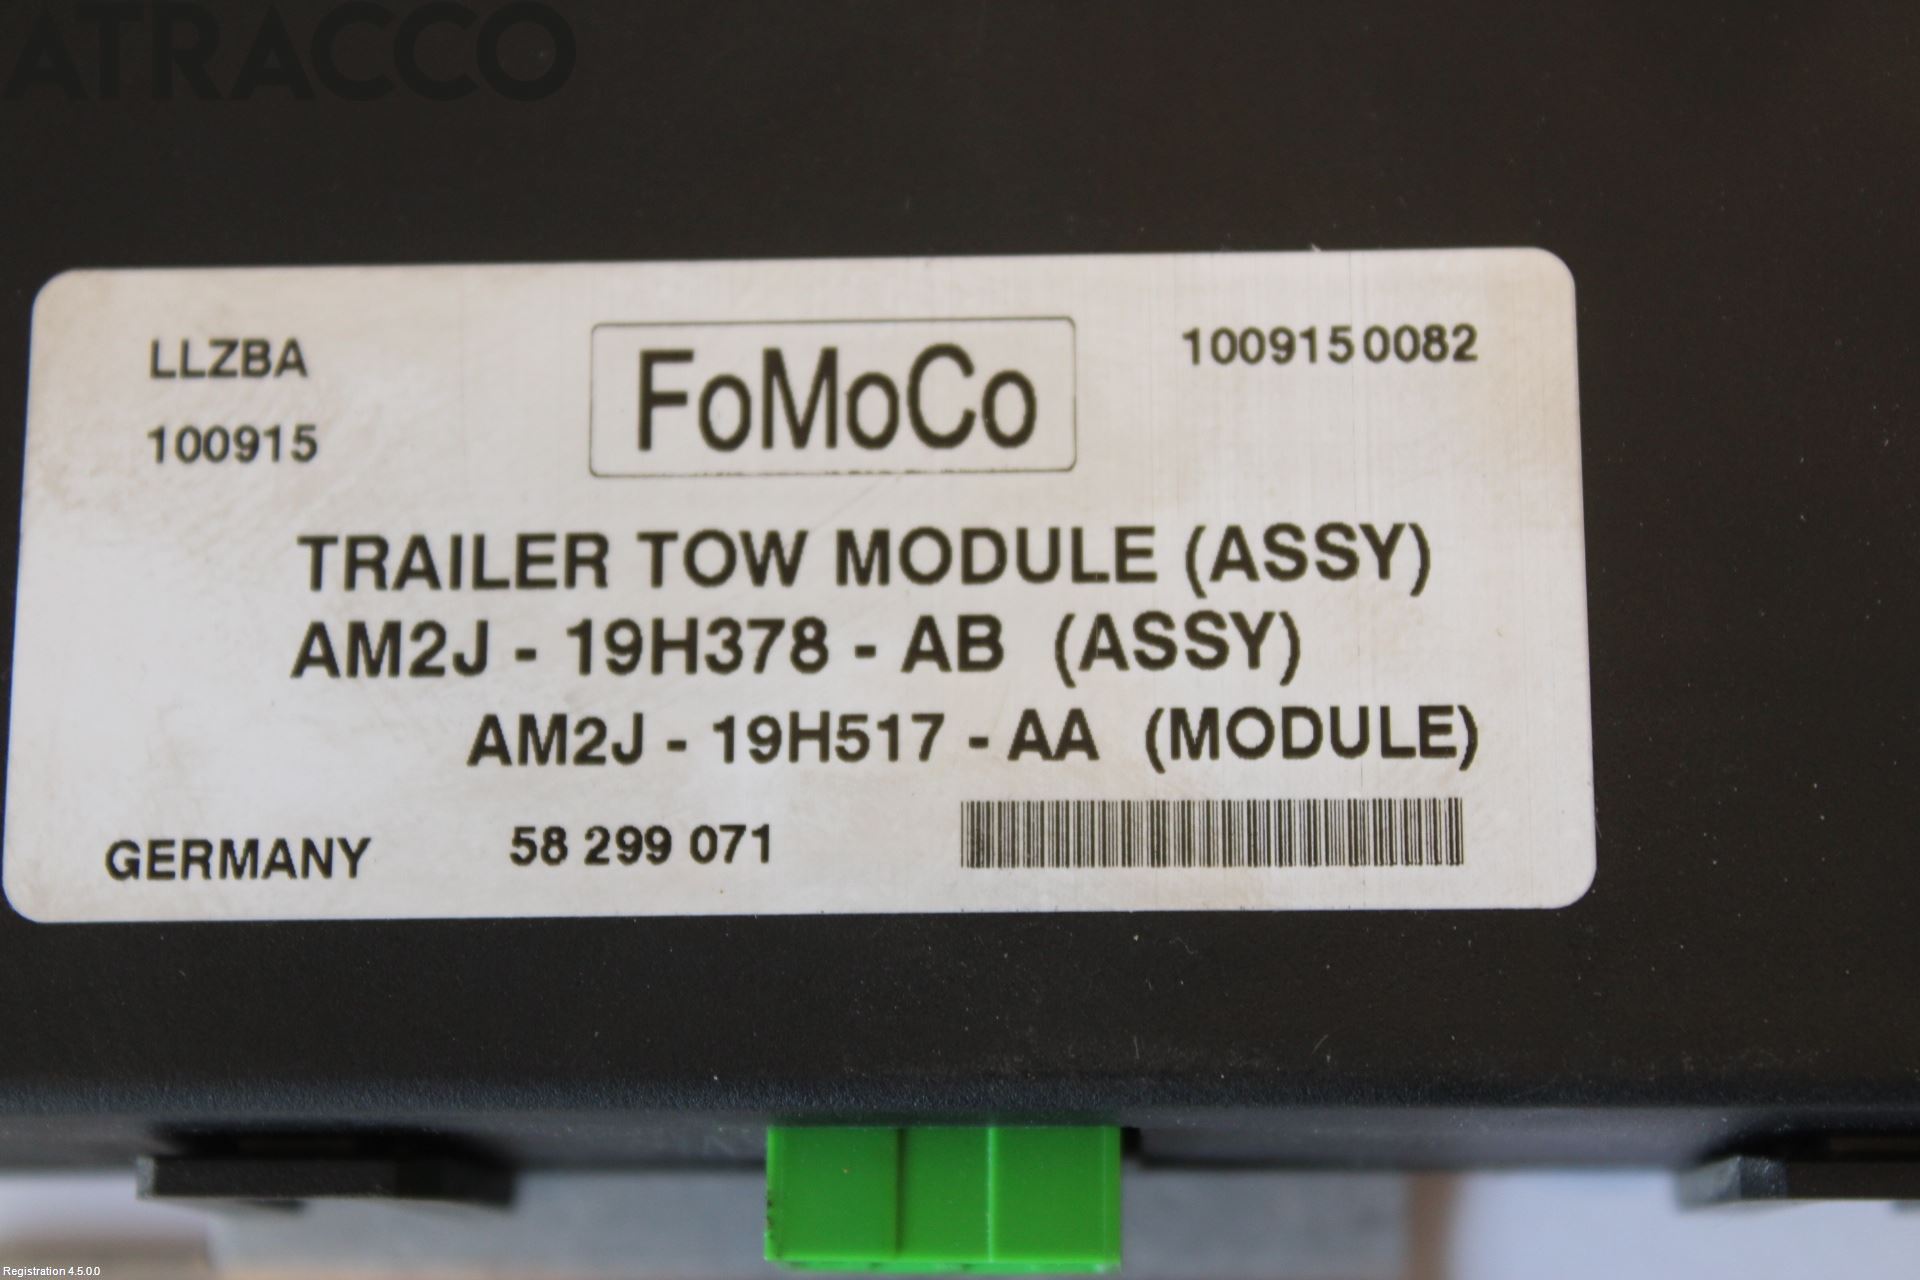 ATRACCO
LLZBA
FoMoCo
1009150082
100915
TRAILER TOW MODULE (ASSY)
AM2J - 19H378 - AB (ASSY)
AM2J - 19H517 - AA (MODULE)
GERMANY 58 299 071
Registration 4.5.0.0